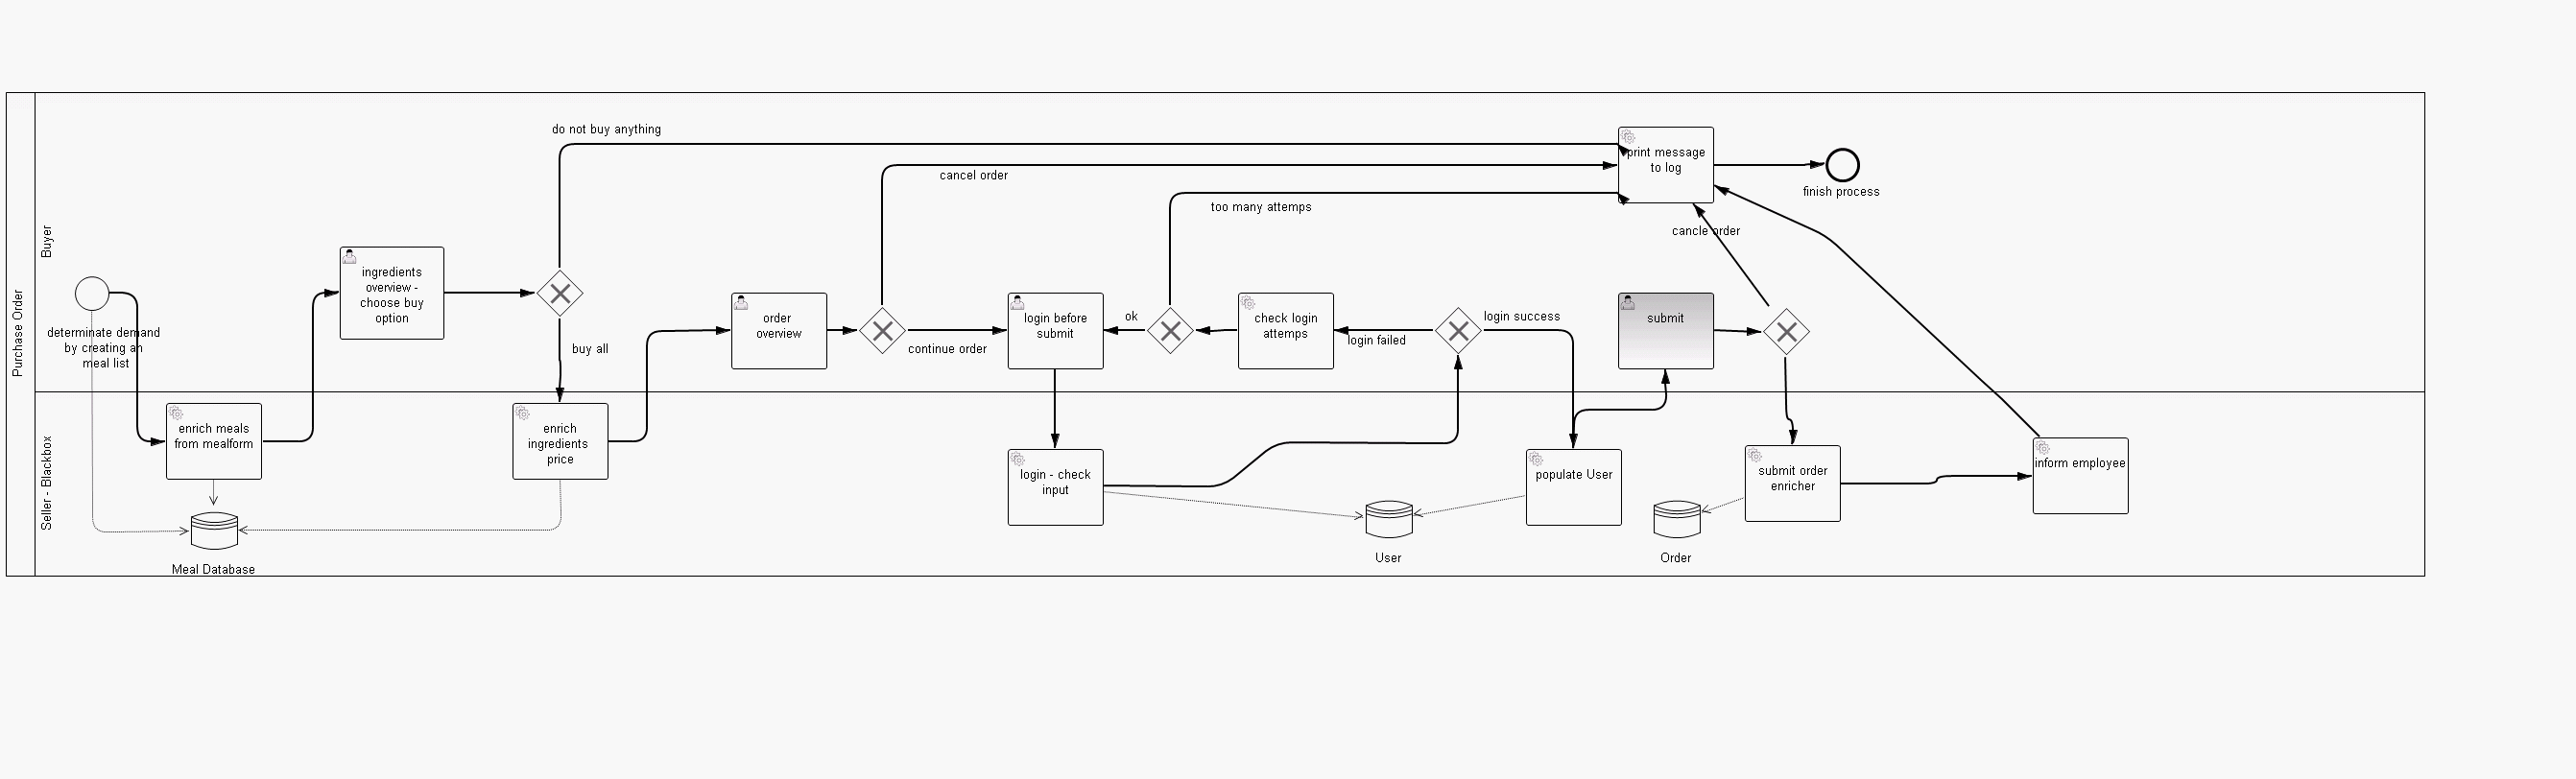 Purchase Order
Buyer
Seller - Blackbox
do not buy anything
cancel order
too many attemps
print message
to log
finish process
cancle order
determinate demand
by creating an
meal list
ingredients
overview -
choose buy
option
buy all
order
overview
continue order
login before
submit
ok
check login
attemps
login failed
login success
submit
enrich meals
from mealform
enrich
ingredients
price
login - check
input
populate User
submit order
enricher
inform employee
Meal Database
User
Order